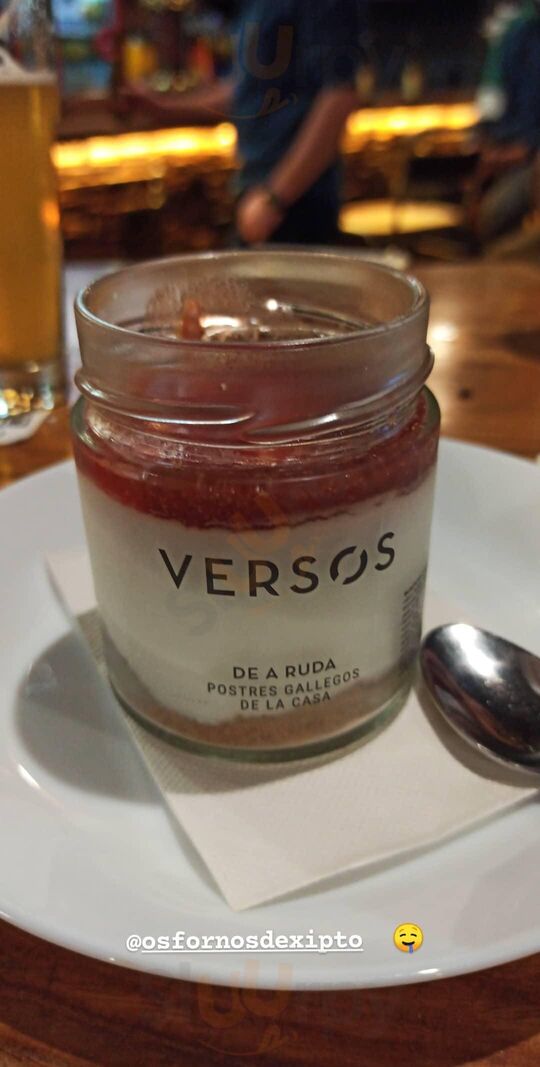 VERSOS
DE A RUDA
POSTRES GALLEGOS
DE LA CASA
@osfornosdexipto 🤤